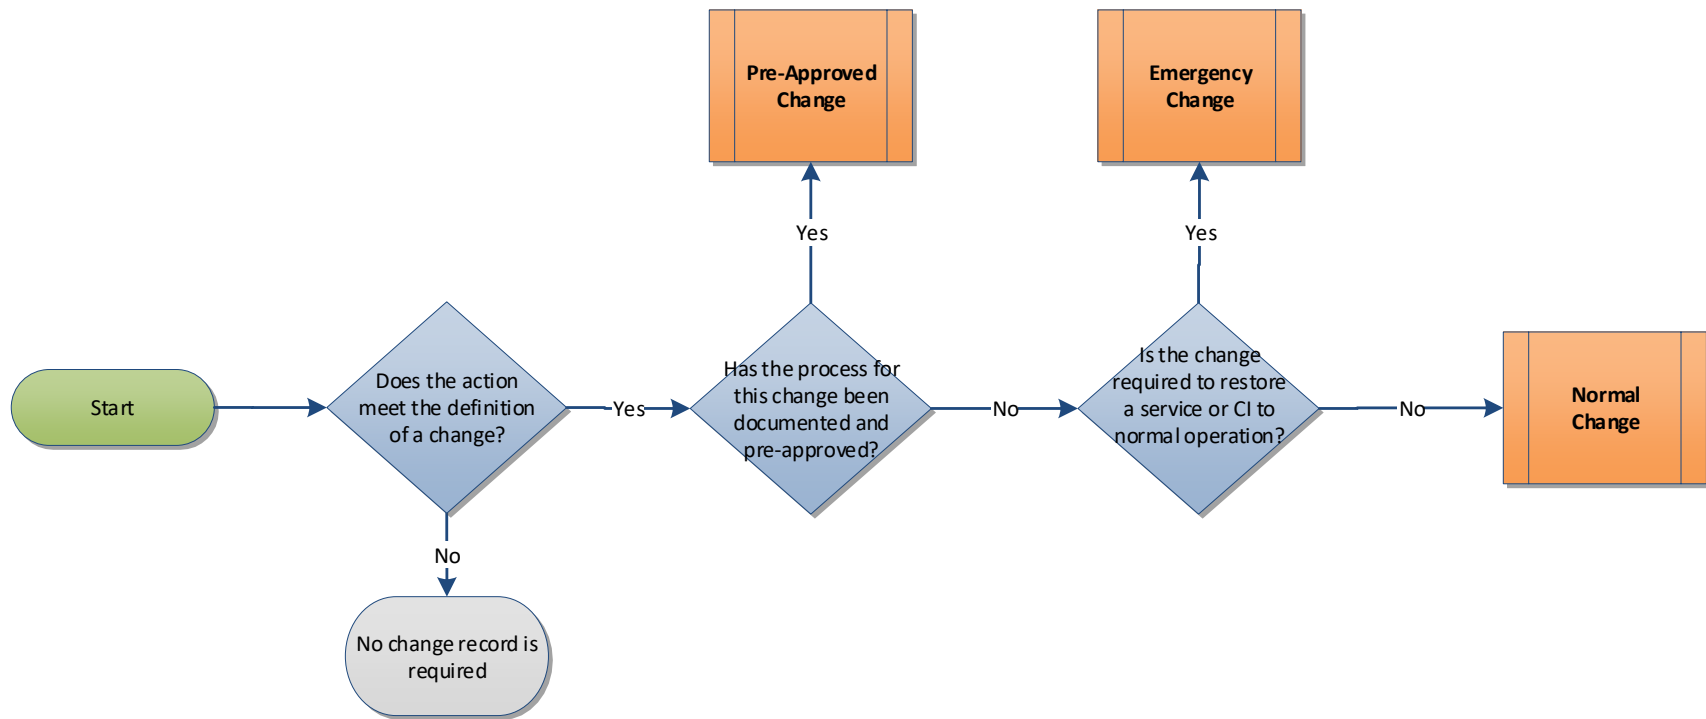 Pre-Approved
Change
Emergency
Change
Yes
Yes
Start
Does the action
meet the definition
of a change?
Yes
Has the process for
this change been
documented and
pre-approved?
No
Is the change
required to restore
a service or CI to
normal operation?
No
Normal
Change
No
No change record is
required